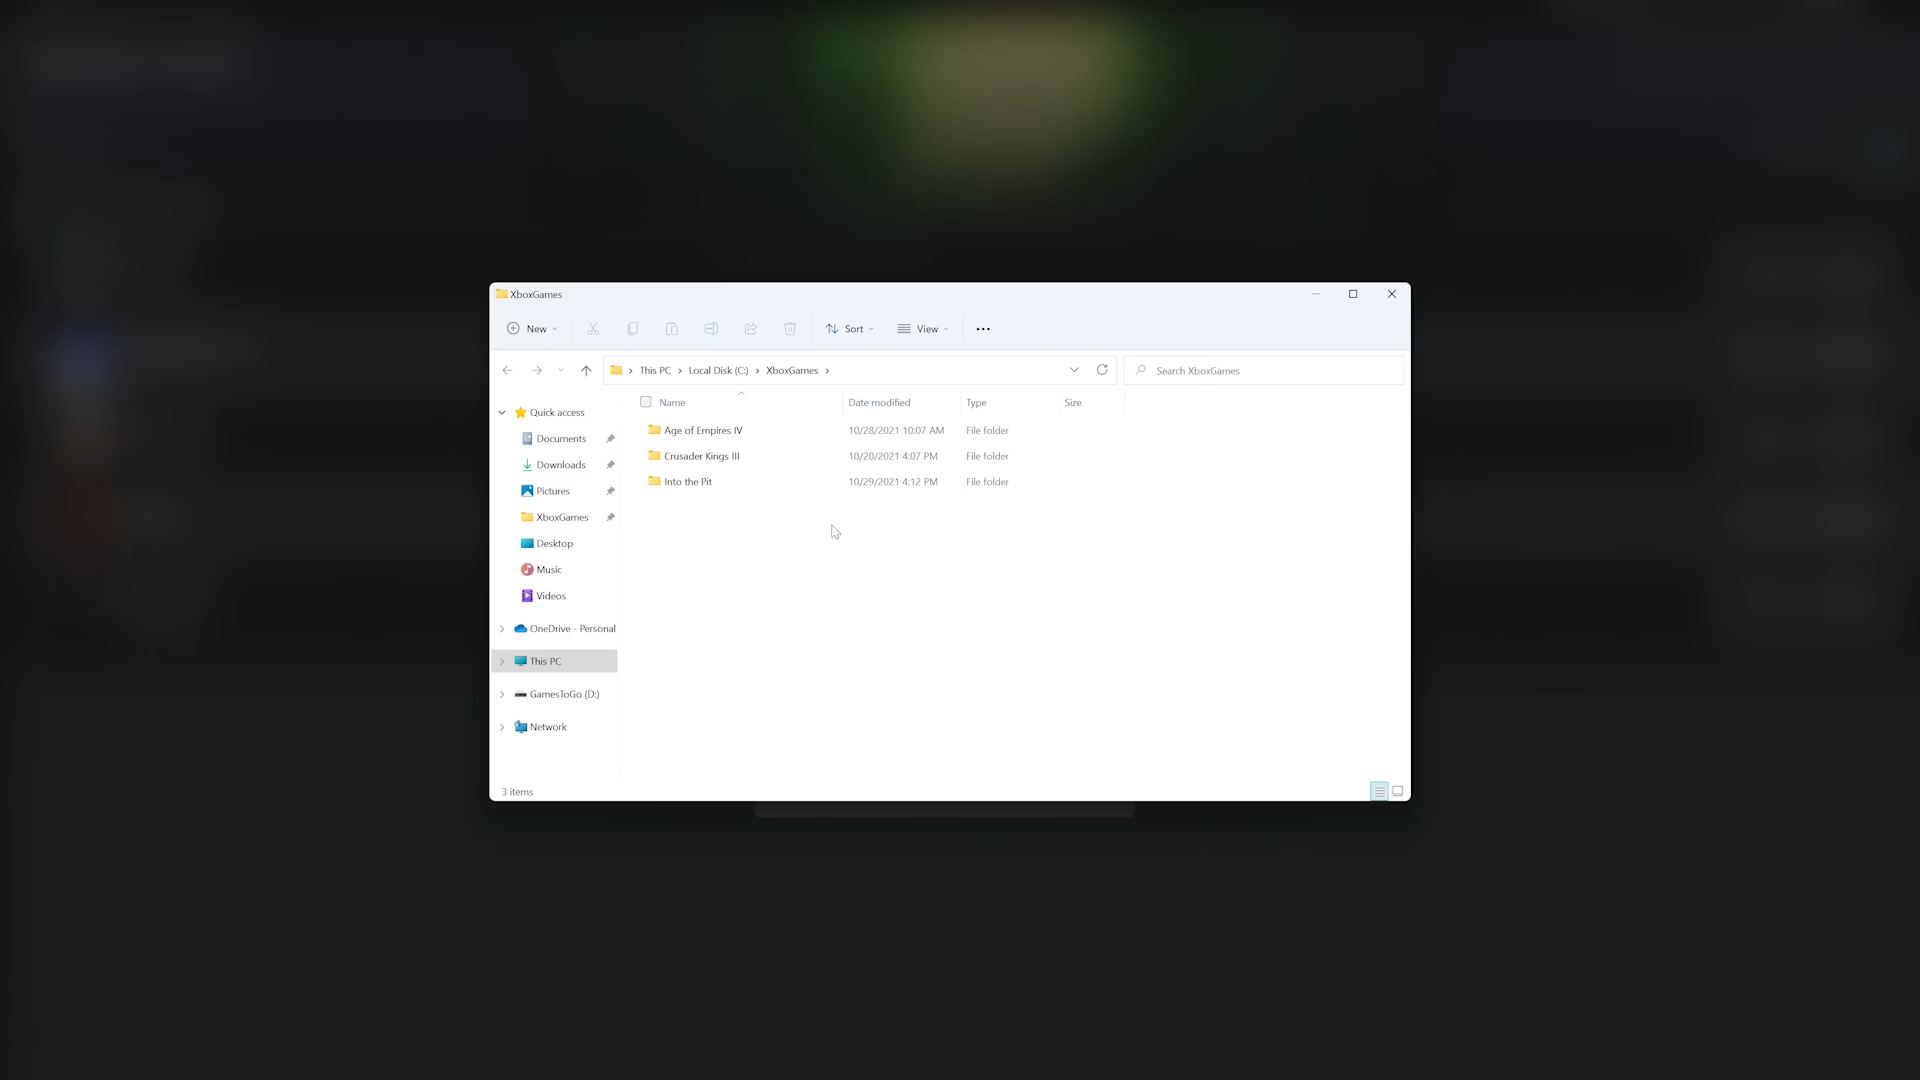 XboxGames
New Sort View
This PC Local Disk (C:) XboxGames
Search XboxGames
Quick access
Documents
Downloads
Pictures
XboxGames
Desktop
Music
Videos
OneDrive - Personal
This PC
GamesToGo (D:)
Network
Name Date modified Type Size
Age of Empires IV 10/28/2021 10:07 AM File folder
Crusader Kings III 10/20/2021 4:07 PM File folder
Into the Pit 10/29/2021 4:12 PM File folder
3 items